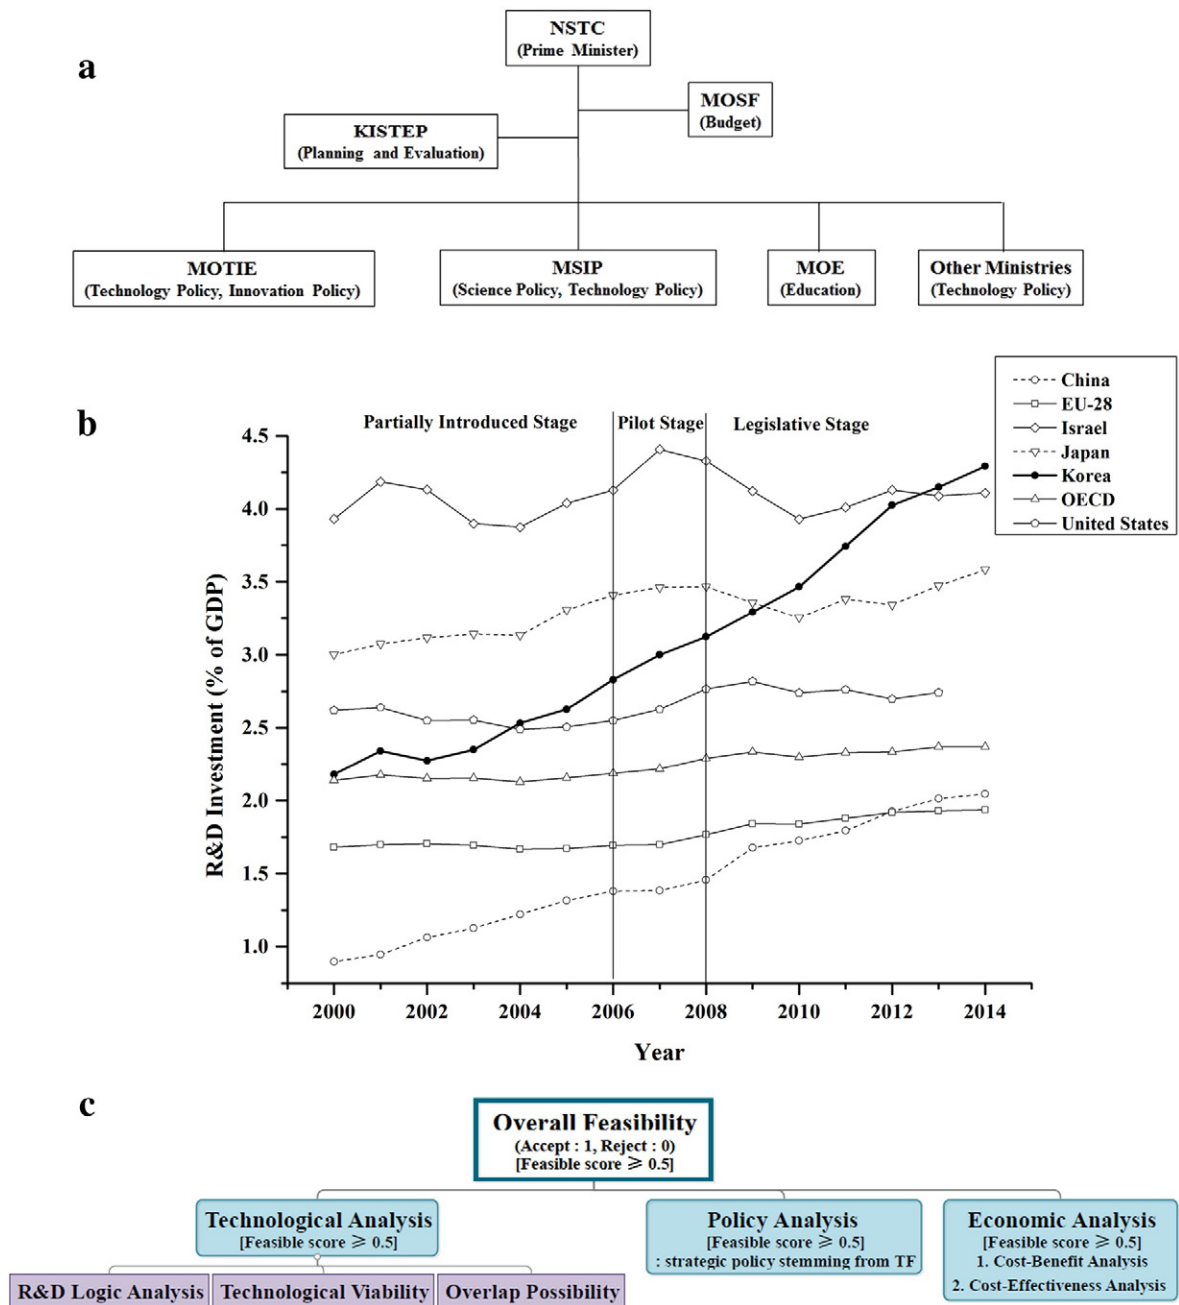 a
NSTC
(Prime Minister)
MOSF
(Budget)
KISTEP
(Planning and Evaluation)
MOTIE
(Technology Policy, Innovation Policy)
MSIP
(Science Policy, Technology Policy)
MOE
(Education)
Other Ministries
(Technology Policy)
b
Partially Introduced Stage
Pilot Stage
Legislative Stage
China
EU-28
Israel
Japan
Korea
OECD
United States
R&D Investment (% of GDP)
4.5
4.0
3.5
3.0
2.5
2.0
1.5
1.0
2000 2002 2004 2006 2008 2010 2012 2014
Year
c
Overall Feasibility
(Accept : 1, Reject : 0)
[Feasible score ⩾ 0.5]
Technological Analysis
[Feasible score ⩾ 0.5]
Policy Analysis
[Feasible score ⩾ 0.5]
: strategic policy stemming from TF
Economic Analysis
[Feasible score ⩾ 0.5]
1. Cost-Benefit Analysis
2. Cost-Effectiveness Analysis
R&D Logic Analysis
Technological Viability
Overlap Possibility